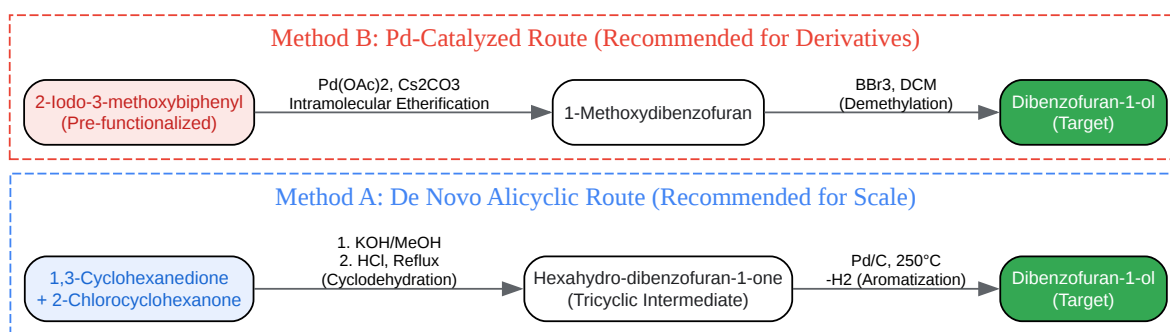 Method B: Pd-Catalyzed Route (Recommended for Derivatives)
2-Iodo-3-methoxybiphenyl
(Pre-functionalized)
Pd(OAc)2, Cs2CO3
Intramolecular Etherification
1-Methoxydibenzofuran
BBr3, DCM
(Demethylation)
Dibenzofuran-1-ol
(Target)
Method A: De Novo Alicyclic Route (Recommended for Scale)
1,3-Cyclohexanedione
+ 2-Chlorocyclohexanone
1. KOH/MeOH
2. HCl, Reflux
(Cyclodehydration)
Hexahydro-dibenzofuran-1-one
(Tricyclic Intermediate)
Pd/C, 250°C
-H2 (Aromatization)
Dibenzofuran-1-ol
(Target)